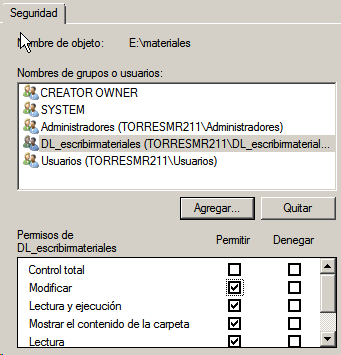 Seguridad
Nombre de objeto: E:\materiales
Nombres de grupos o usuarios:
CREATOR OWNER
SYSTEM
Administradores (TORRESMR211\Administradores)
DL_escribirmateriales (TORRESMR211\DL_escribirmaterial...
Usuarios (TORRESMR211\Usuarios)
Agregar... Quitar
Permisos de DL_escribirmateriales Permitir Denegar
Control total
Modificar
Lectura y ejecución
Mostrar el contenido de la carpeta
Lectura